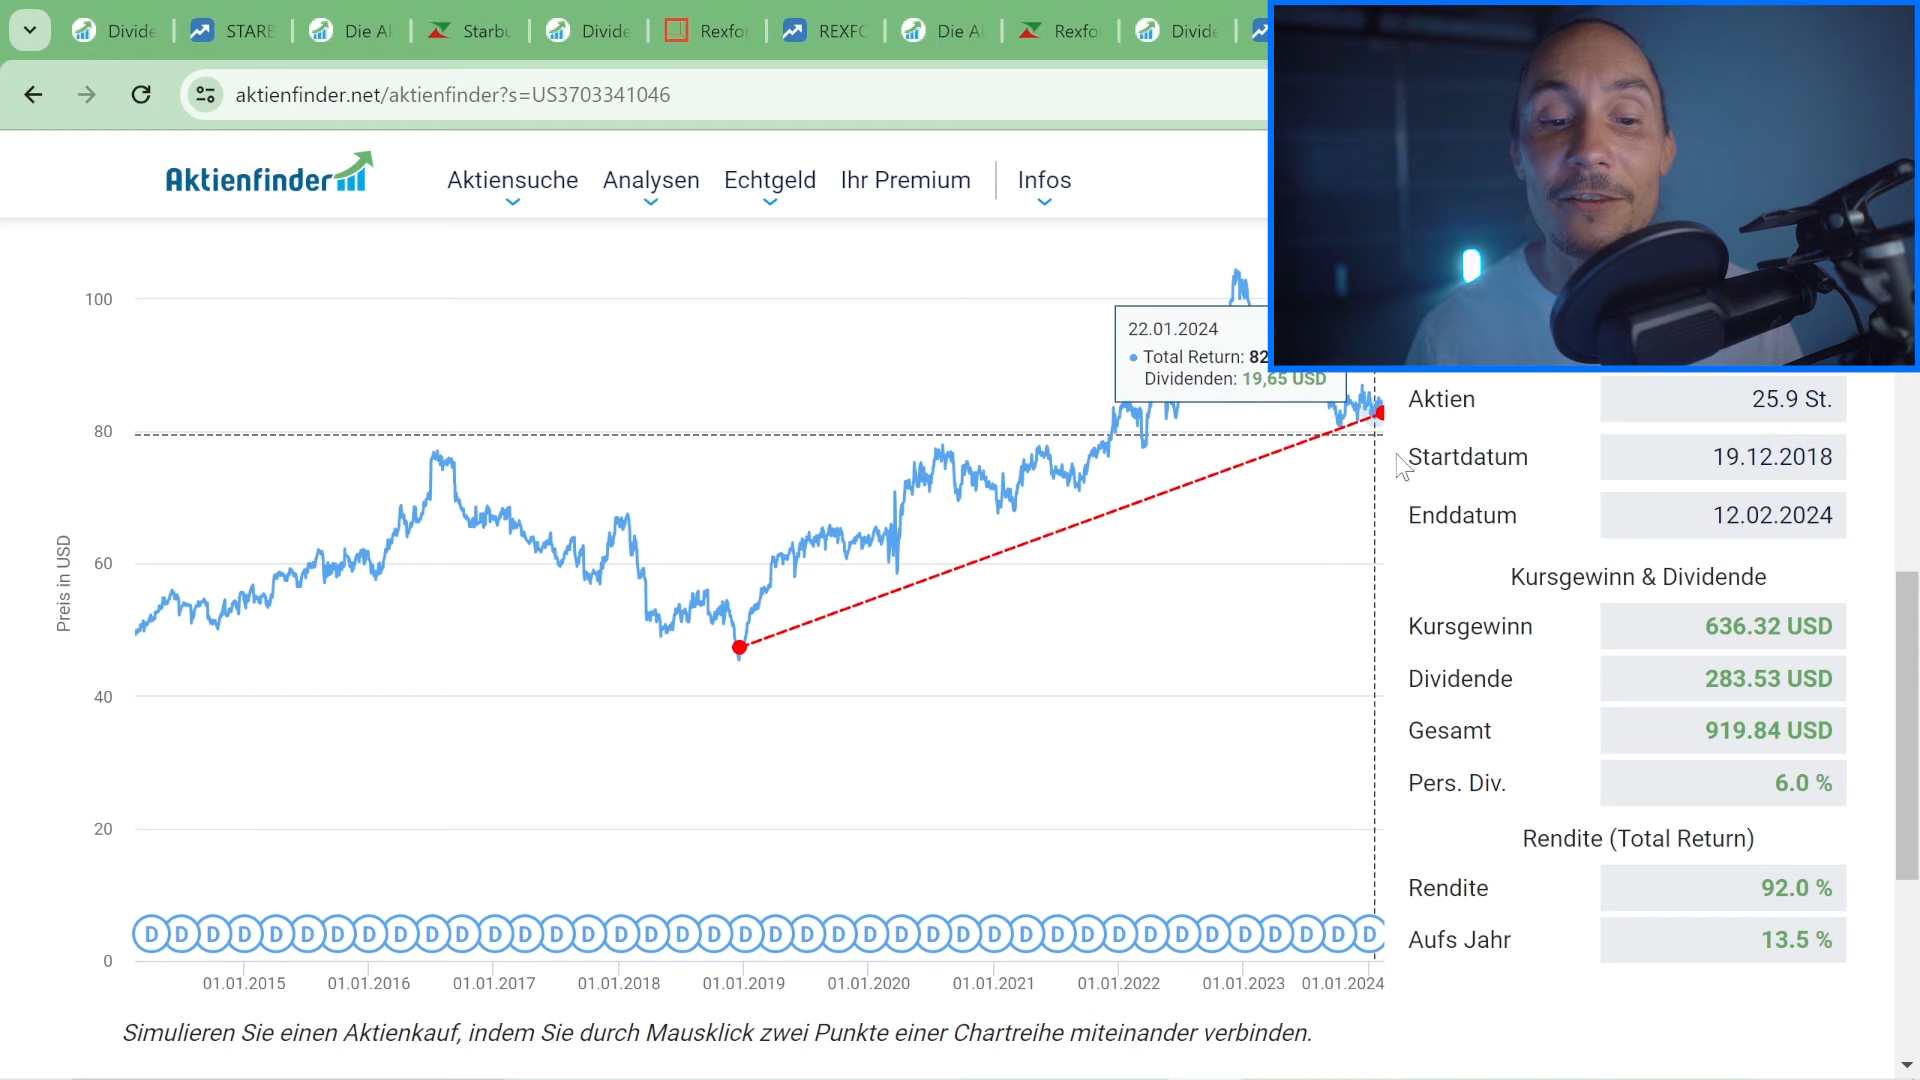 Divide
STARB
Die Ak
Starbu
Divide
Rexfor
REXFO
Die Al
Rexfo
Divide
aktienfinder.net/aktienfinder?s=US3703341046
Aktienfinder
Aktiensuche
Analysen
Echtgeld
Ihr Premium
Infos
Preis in USD
100
80
60
40
20
0
22.01.2024
Total Return: 82
Dividenden: 19,65 USD
D D D D D D D D D D D D D D D D D D D D D D D D D D D D D D D D D D D D D D D D
01.01.2015 01.01.2016 01.01.2017 01.01.2018 01.01.2019 01.01.2020 01.01.2021 01.01.2022 01.01.2023 01.01.2024
Simulieren Sie einen Aktienkauf, indem Sie durch Mausklick zwei Punkte einer Chartreihe miteinander verbinden.
Aktien 25.9 St.
Startdatum 19.12.2018
Enddatum 12.02.2024
Kursgewinn & Dividende
Kursgewinn 636.32 USD
Dividende 283.53 USD
Gesamt 919.84 USD
Pers. Div. 6.0 %
Rendite (Total Return)
Rendite 92.0 %
Aufs Jahr 13.5 %